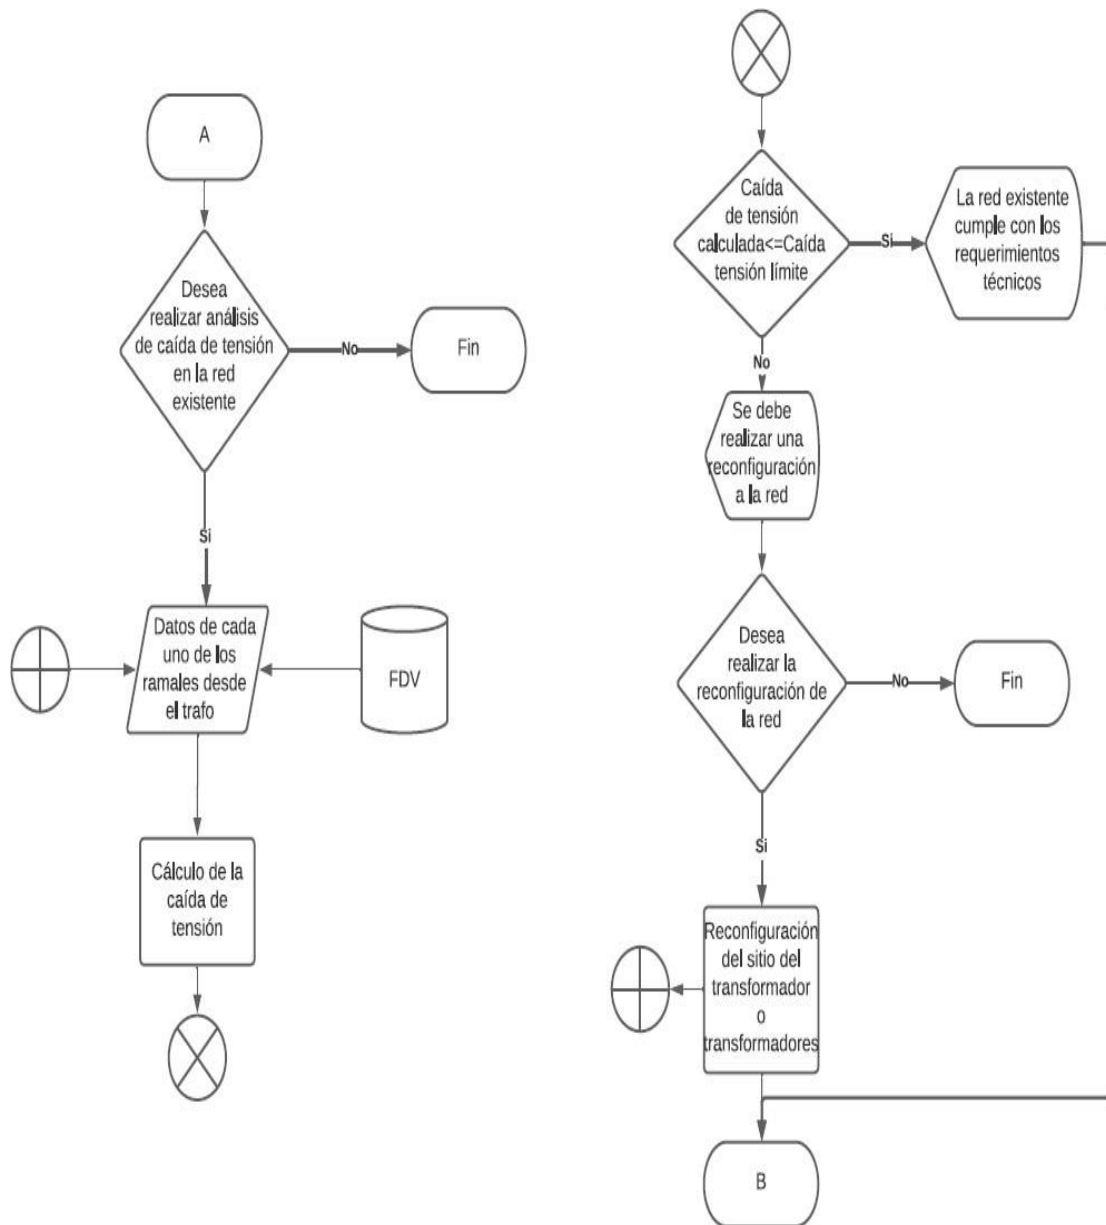 A
Desea
realizar análisis
de caída de tensión
en la red
existente
No
Fin
Si
Datos de cada
uno de los
ramales desde
el trafo
FDV
Cálculo de la
caída de
tensión
Caída
de tensión
calculada<=Caída
tensión límite
Si
La red existente
cumple con los
requerimientos
técnicos
No
Se debe
realizar una
reconfiguración
a la red
Desea
realizar la
reconfiguración de
la red
No
Fin
Si
Reconfiguración
del sitio del
transformador
o
transformadores
B